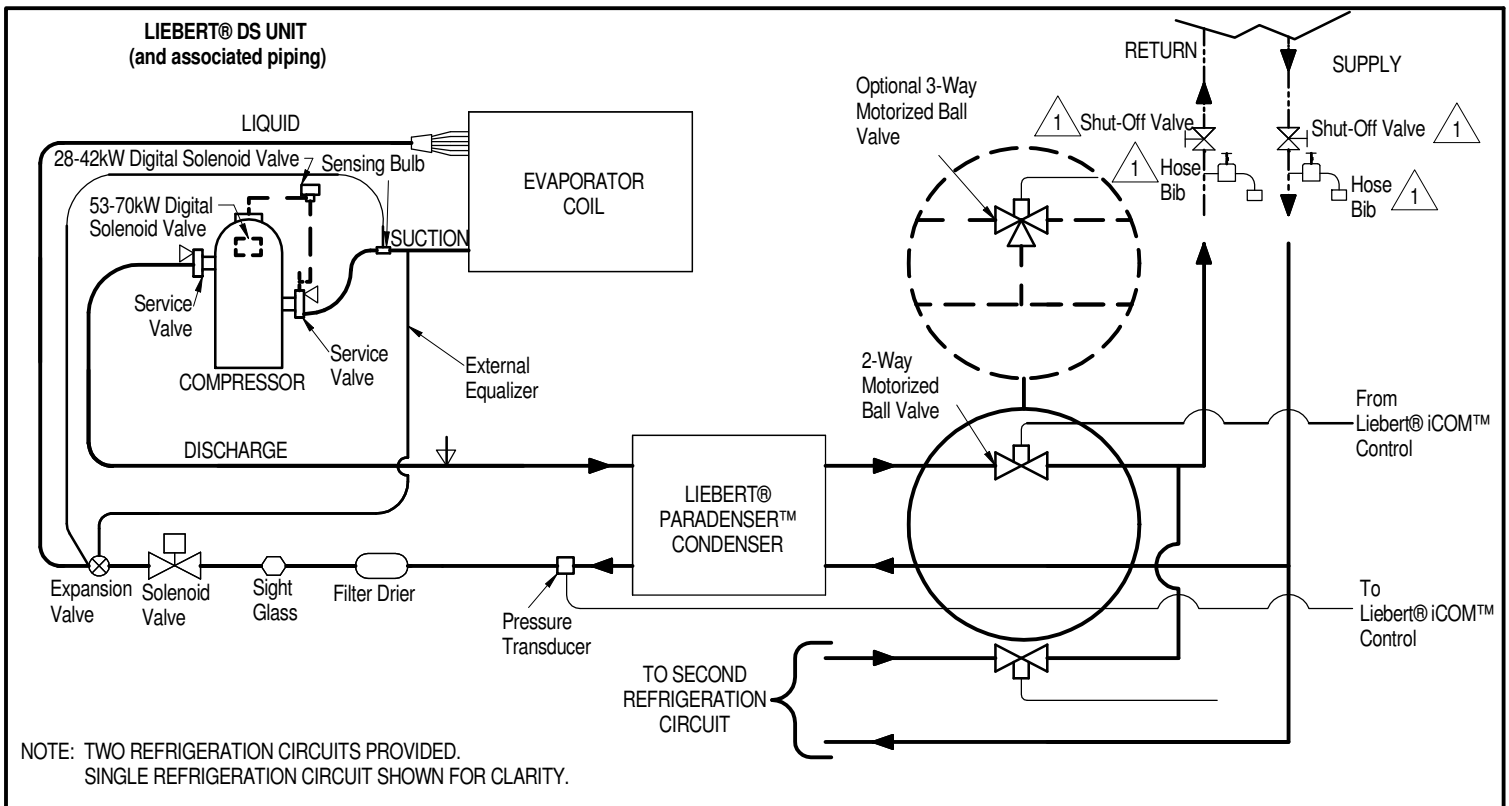 LIEBERT® DS UNIT
(and associated piping)
LIQUID
28-42kW Digital Solenoid Valve
Sensing Bulb
53-70kW Digital
Solenoid Valve
SUCTION
EVAPORATOR
COIL
Service
Valve
Service
Valve
COMPRESSOR
External
Equalizer
DISCHARGE
Expansion
Valve
Solenoid
Valve
Sight
Glass
Filter Drier
Pressure
Transducer
LIEBERT®
PARADENSER™
CONDENSER
Optional 3-Way
Motorized Ball
Valve
2-Way
Motorized
Ball Valve
RETURN
SUPPLY
1
Shut-Off Valve
Shut-Off Valve
1
1
Hose
Bib
Hose
Bib
1
From
Liebert® iCOM™
Control
To
Liebert® iCOM™
Control
TO SECOND
REFRIGERATION
CIRCUIT
NOTE: TWO REFRIGERATION CIRCUITS PROVIDED.
SINGLE REFRIGERATION CIRCUIT SHOWN FOR CLARITY.